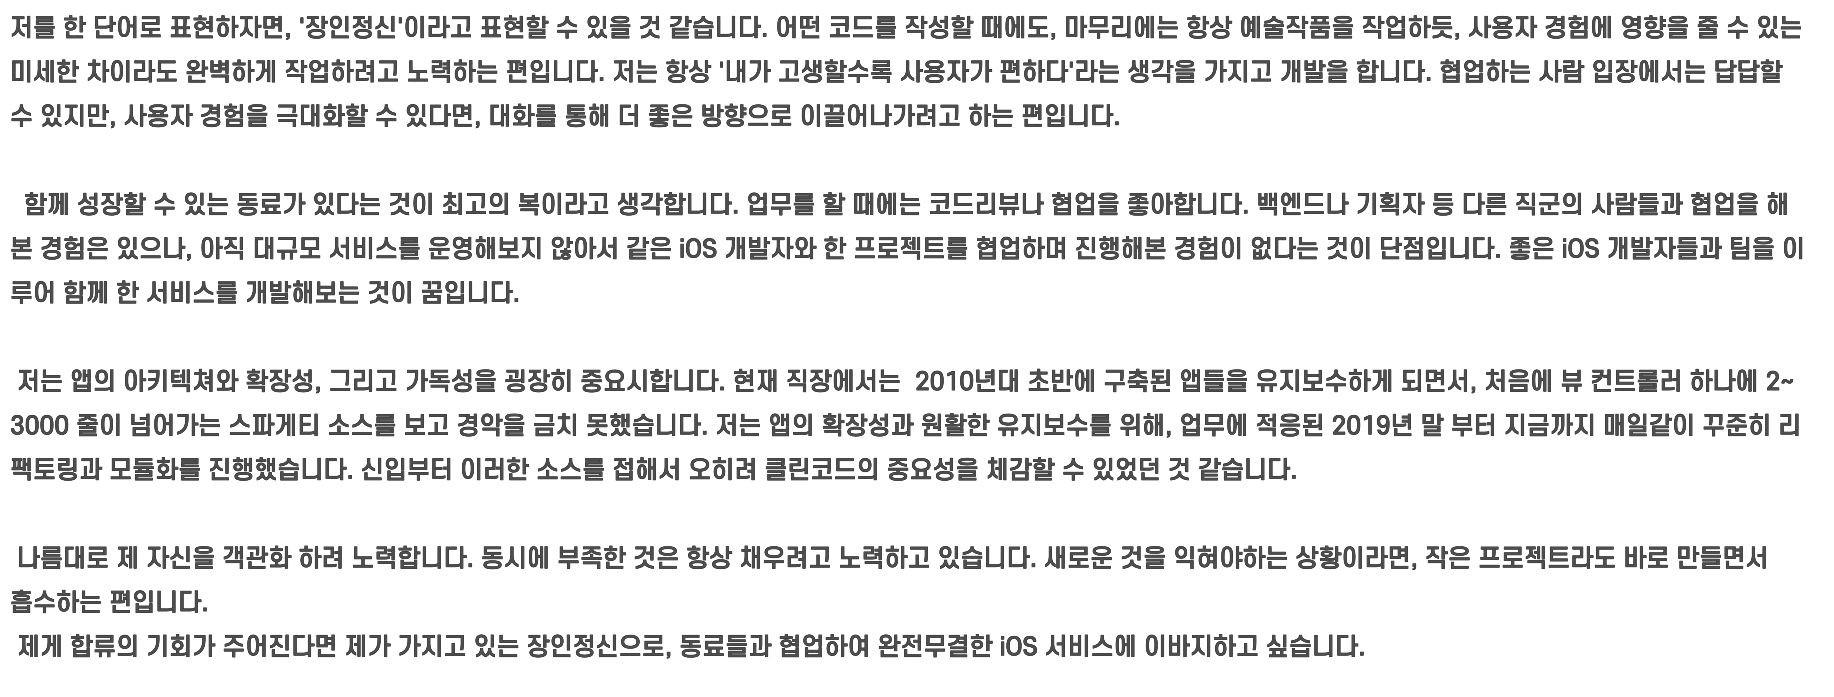 저를 한 단어로 표현하자면, '장인정신'이라고 표현할 수 있을 것 같습니다. 어떤 코드를 작성할 때에도, 마무리에는 항상 예술작품을 작업하듯, 사용자 경험에 영향을 줄 수 있는
미세한 차이라도 완벽하게 작업하려고 노력하는 편입니다. 저는 항상 '내가 고생할수록 사용자가 편하다'라는 생각을 가지고 개발을 합니다. 협업하는 사람 입장에서는 답답할
수 있지만, 사용자 경험을 극대화할 수 있다면, 대화를 통해 더 좋은 방향으로 이끌어나가려고 하는 편입니다.
함께 성장할 수 있는 동료가 있다는 것이 최고의 복이라고 생각합니다. 업무를 할 때에는 코드리뷰나 협업을 좋아합니다. 백엔드나 기획자 등 다른 직군의 사람들과 협업을 해
본 경험은 있으나, 아직 대규모 서비스를 운영해보지 않아서 같은 iOS 개발자와 한 프로젝트를 협업하며 진행해본 경험이 없다는 것이 단점입니다. 좋은 iOS 개발자들과 팀을 이
루어 함께 한 서비스를 개발해보는 것이 꿈입니다.
저는 앱의 아키텍쳐와 확장성, 그리고 가독성을 굉장히 중요시합니다. 현재 직장에서는 2010년대 초반에 구축된 앱들을 유지보수하게 되면서, 처음에 뷰 컨트롤러 하나에 2~
3000 줄이 넘어가는 스파게티 소스를 보고 경악을 금치 못했습니다. 저는 앱의 확장성과 원활한 유지보수를 위해, 업무에 적응된 2019년 말 부터 지금까지 매일같이 꾸준히 리
팩토링과 모듈화를 진행했습니다. 신입부터 이러한 소스를 접해서 오히려 클린코드의 중요성을 체감할 수 있었던 것 같습니다.
나름대로 제 자신을 객관화 하려 노력합니다. 동시에 부족한 것은 항상 채우려고 노력하고 있습니다. 새로운 것을 익혀야하는 상황이라면, 작은 프로젝트라도 바로 만들면서
흡수하는 편입니다.
제게 합류의 기회가 주어진다면 제가 가지고 있는 장인정신으로, 동료들과 협업하여 완전무결한 iOS 서비스에 이바지하고 싶습니다.